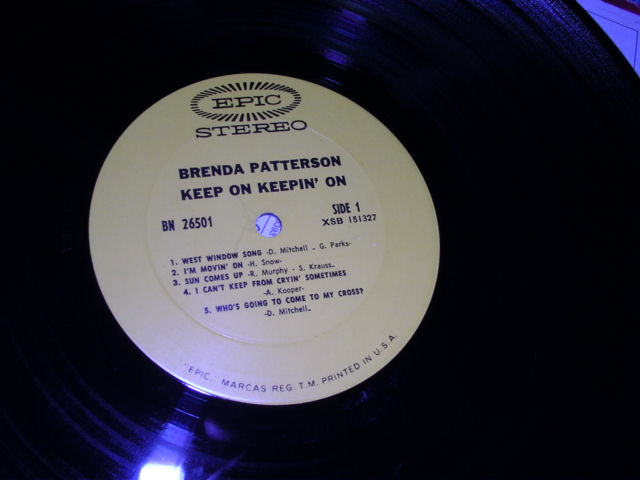 EPIC
STEREO
BRENDA PATTERSON
KEEP ON KEEPIN' ON
BN 26501
SIDE 1
XSB 151327
1. WEST WINDOW SONG -D. Mitchell - G. Parks-
2. I'M MOVIN' ON -H. Snow-
3. SUN COMES UP -R. Murphy - S. Krauss-
4. I CAN'T KEEP FROM CRYIN' SOMETIMES
-A. Kooper-
5. WHO'S GOING TO COME TO MY CROSS?
-D. Mitchell-
"EPIC", MARCAS REG. T.M. PRINTED IN U.S.A.